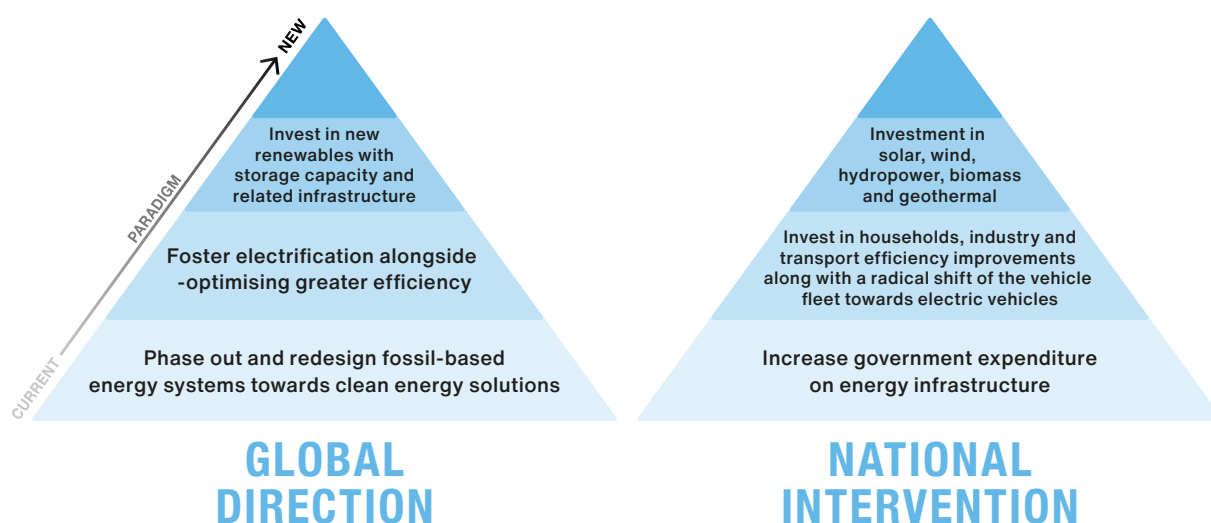 NEW
PARADIGM
CURRENT
Invest in new
renewables with
storage capacity and
related infrastructure
Foster electrification alongside
-optimising greater efficiency
Phase out and redesign fossil-based
energy systems towards clean energy solutions
GLOBAL
DIRECTION
Investment in
solar, wind,
hydropower, biomass
and geothermal
Invest in households, industry and
transport efficiency improvements
along with a radical shift of the vehicle
fleet towards electric vehicles
Increase government expenditure
on energy infrastructure
NATIONAL
INTERVENTION